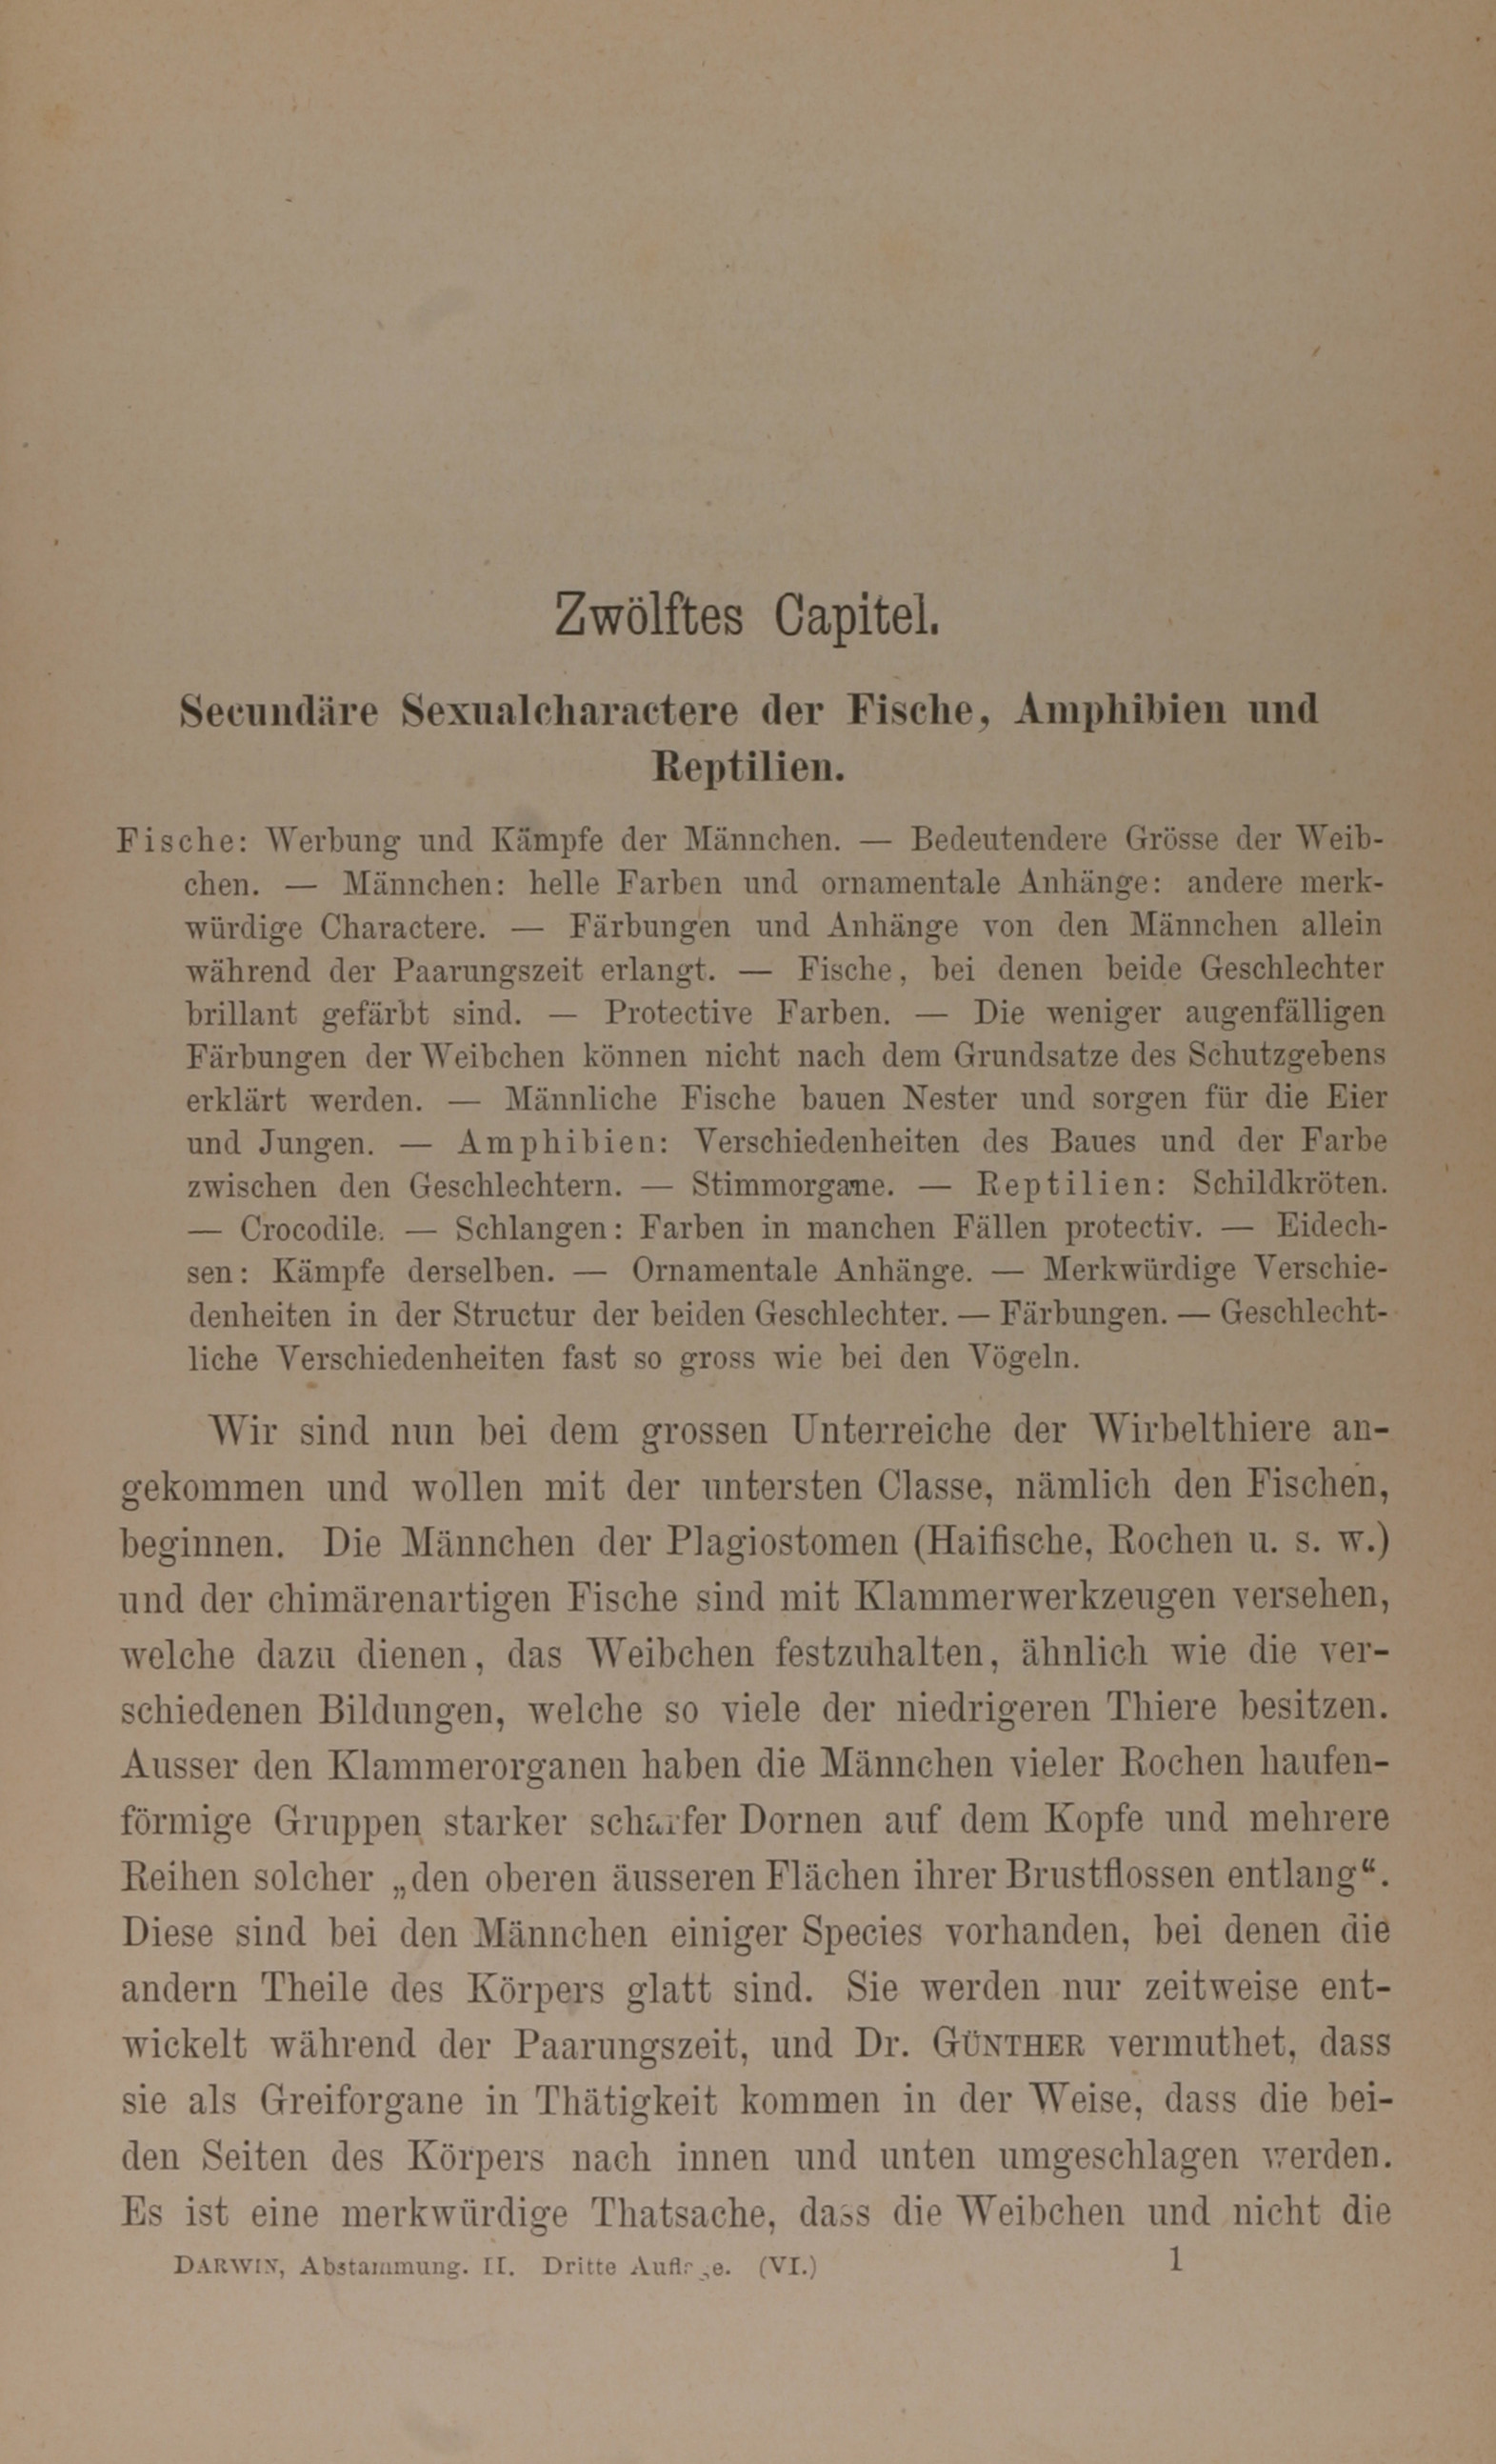 Zwölftes Capitel.
Secundäre Sexualcharactere der Fische, Amphibien und
Reptilien.
Fische: Werbung und Kämpfe der Männchen. — Bedeutendere Grösse der Weib-
chen. — Männchen: helle Farben und ornamentale Anhänge: andere merk-
würdige Charactere. — Färbungen und Anhänge von den Männchen allein
während der Paarungszeit erlangt. — Fische, bei denen beide Geschlechter
brillant gefärbt sind. — Protective Farben. — Die weniger augenfälligen
Färbungen der Weibchen können nicht nach dem Grundsatze des Schutzgebens
erklärt werden. — Männliche Fische bauen Nester und sorgen für die Eier
und Jungen. — Amphibien: Verschiedenheiten des Baues und der Farbe
zwischen den Geschlechtern. — Stimmorgane. — Reptilien: Schildkröten.
— Crocodile. — Schlangen: Farben in manchen Fällen protectiv. — Eidech-
sen: Kämpfe derselben. — Ornamentale Anhänge. — Merkwürdige Verschie-
denheiten in der Structur der beiden Geschlechter. — Färbungen. — Geschlecht-
liche Verschiedenheiten fast so gross wie bei den Vögeln.
Wir sind nun bei dem grossen Unterreiche der Wirbelthiere an-
gekommen und wollen mit der untersten Classe, nämlich den Fischen,
beginnen. Die Männchen der Plagiostomen (Haifische, Rochen u. s. w.)
und der chimärenartigen Fische sind mit Klammerwerkzeugen versehen,
welche dazu dienen, das Weibchen festzuhalten, ähnlich wie die ver-
schiedenen Bildungen, welche so viele der niedrigeren Thiere besitzen.
Ausser den Klammerorganen haben die Männchen vieler Rochen haufen-
förmige Gruppen starker scharfer Dornen auf dem Kopfe und mehrere
Reihen solcher „den oberen äusseren Flächen ihrer Brustflossen entlang“.
Diese sind bei den Männchen einiger Species vorhanden, bei denen die
andern Theile des Körpers glatt sind. Sie werden nur zeitweise ent-
wickelt während der Paarungszeit, und Dr. GÜNTHER vermuthet, dass
sie als Greiforgane in Thätigkeit kommen in der Weise, dass die bei-
den Seiten des Körpers nach innen und unten umgeschlagen werden.
Es ist eine merkwürdige Thatsache, dass die Weibchen und nicht die
DARWIN, Abstammung. II. Dritte Auflage. (VI.) 1